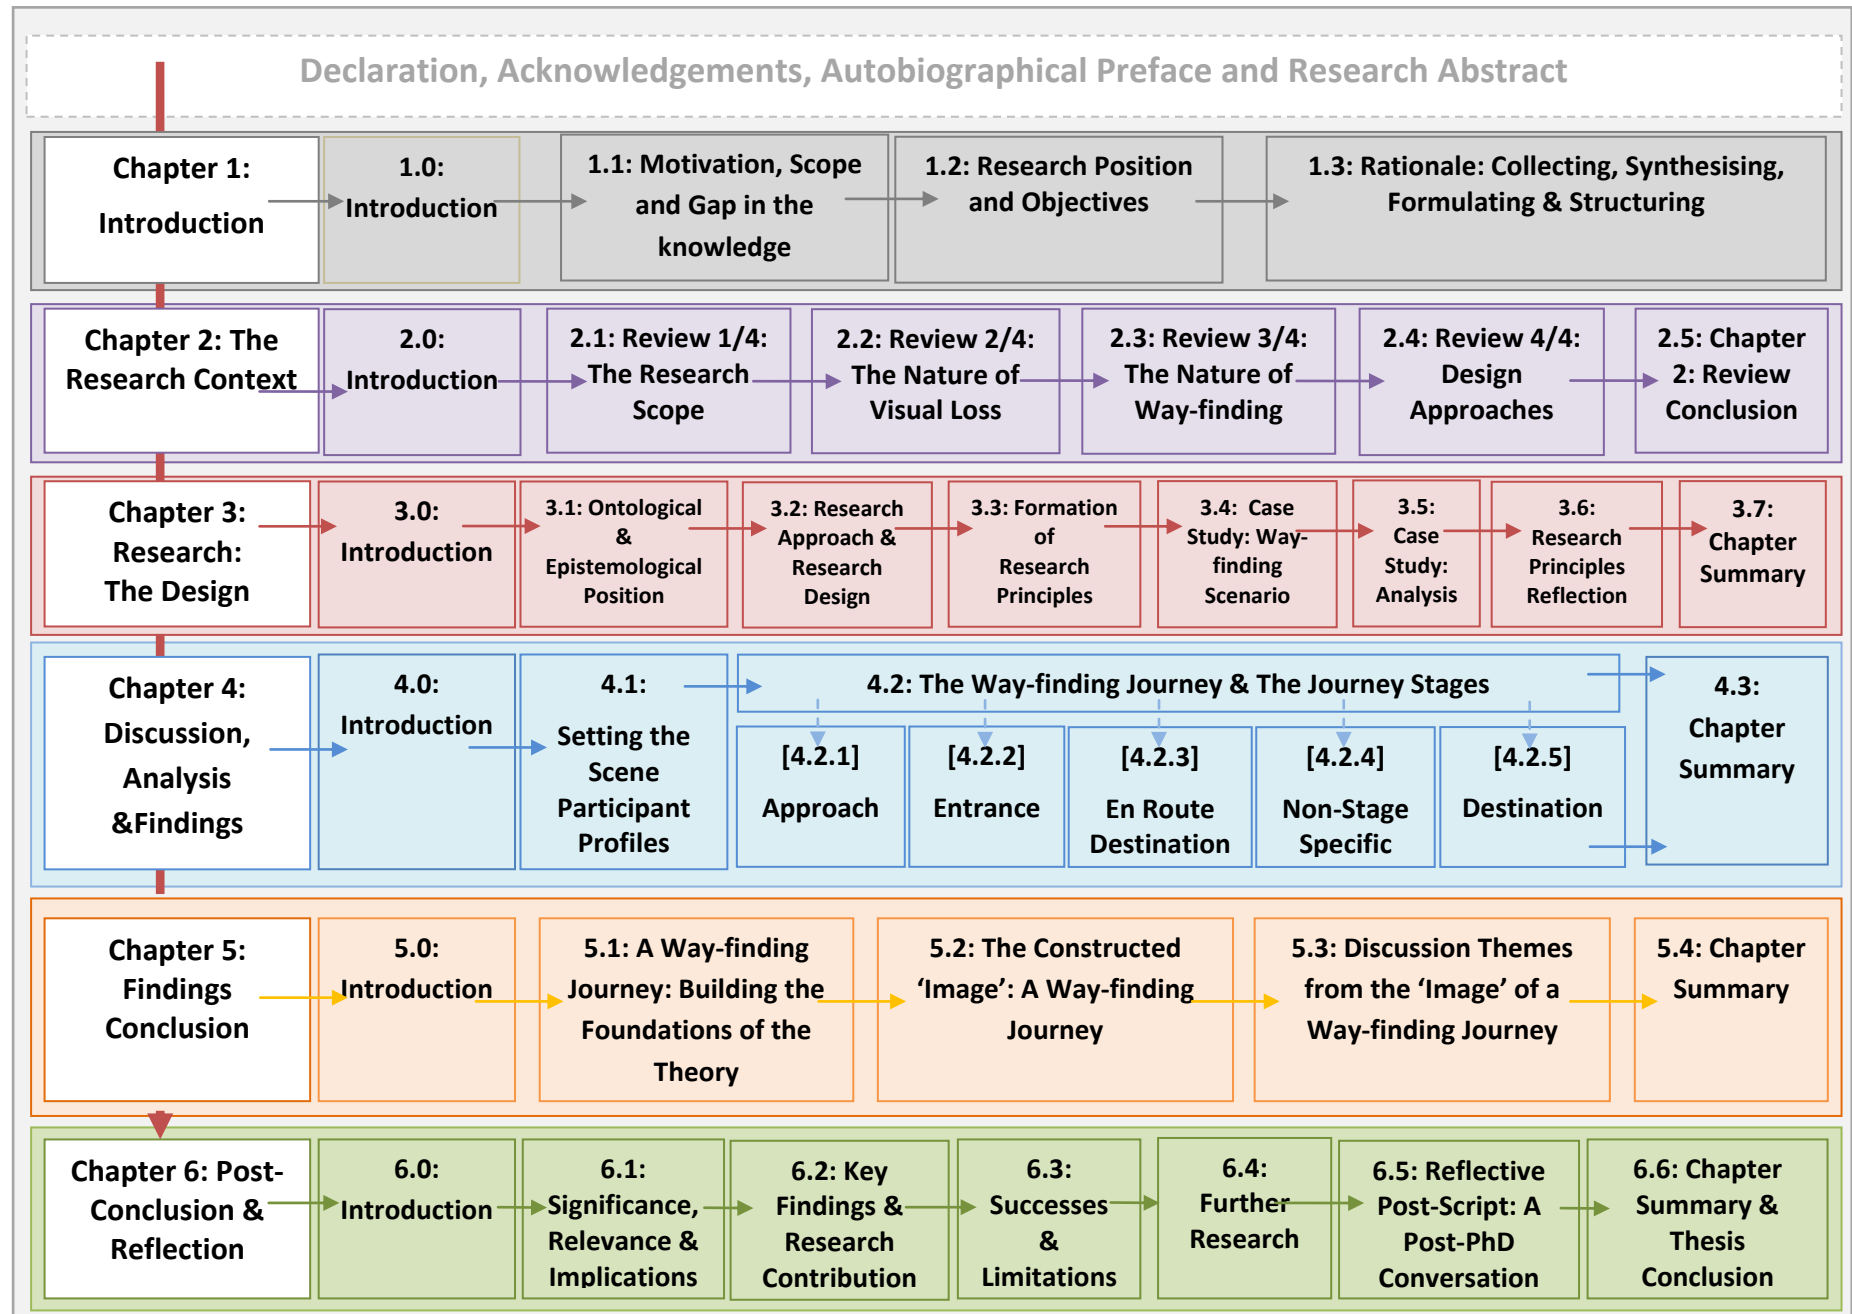 Declaration, Acknowledgements, Autobiographical Preface and Research Abstract
Chapter 1:
Introduction
1.0:
Introduction
1.1: Motivation, Scope
and Gap in the
knowledge
1.2: Research Position
and Objectives
1.3: Rationale: Collecting, Synthesising,
Formulating & Structuring
Chapter 2: The
Research Context
2.0:
Introduction
2.1: Review 1/4:
The Research
Scope
2.2: Review 2/4:
The Nature of
Visual Loss
2.3: Review 3/4:
The Nature of
Way-finding
2.4: Review 4/4:
Design
Approaches
2.5: Chapter
2: Review
Conclusion
Chapter 3:
Research:
The Design
3.0:
Introduction
3.1: Ontological
&
Epistemological
Position
3.2: Research
Approach &
Research
Design
3.3: Formation
of
Research
Principles
3.4: Case
Study: Way-
finding
Scenario
3.5:
Case
Study:
Analysis
3.6:
Research
Principles
Reflection
3.7:
Chapter
Summary
Chapter 4:
Discussion,
Analysis
&Findings
4.0:
Introduction
4.1:
Setting the
Scene
Participant
Profiles
4.2: The Way-finding Journey & The Journey Stages
[4.2.1]
Approach
[4.2.2]
Entrance
[4.2.3]
En Route
Destination
[4.2.4]
Non-Stage
Specific
[4.2.5]
Destination
4.3:
Chapter
Summary
Chapter 5:
Findings
Conclusion
5.0:
Introduction
5.1: A Way-finding
Journey: Building the
Foundations of the
Theory
5.2: The Constructed
‘Image’: A Way-finding
Journey
5.3: Discussion Themes
from the ‘Image’ of a
Way-finding Journey
5.4: Chapter
Summary
Chapter 6: Post-
Conclusion &
Reflection
6.0:
Introduction
6.1:
Significance,
Relevance &
Implications
6.2: Key
Findings &
Research
Contribution
6.3:
Successes
&
Limitations
6.4:
Further
Research
6.5: Reflective
Post-Script: A
Post-PhD
Conversation
6.6: Chapter
Summary &
Thesis
Conclusion